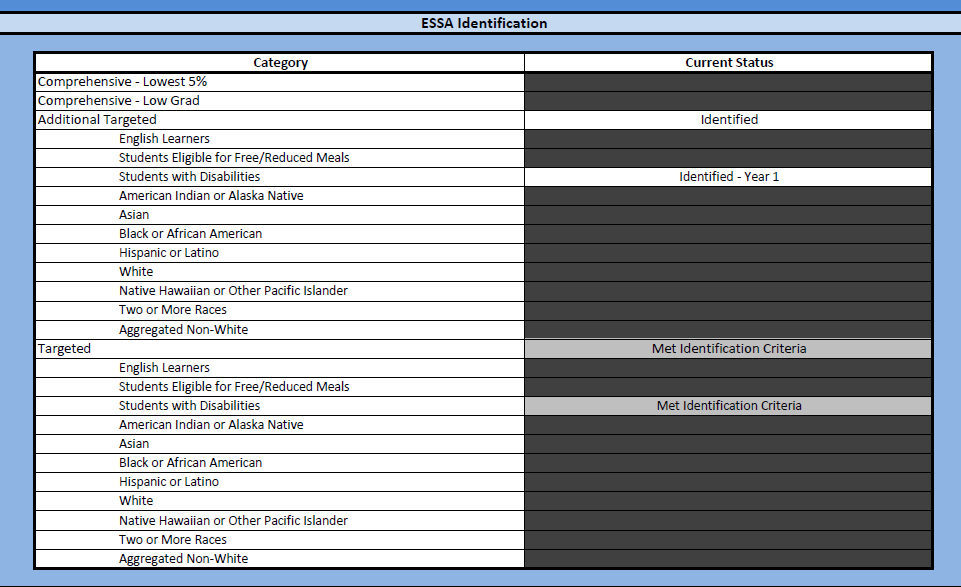 ESSA Identification
Category Current Status
Comprehensive - Lowest 5%
Comprehensive - Low Grad
Additional Targeted Identified
English Learners
Students Eligible for Free/Reduced Meals
Students with Disabilities Identified - Year 1
American Indian or Alaska Native
Asian
Black or African American
Hispanic or Latino
White
Native Hawaiian or Other Pacific Islander
Two or More Races
Aggregated Non-White
Targeted Met Identification Criteria
English Learners
Students Eligible for Free/Reduced Meals
Students with Disabilities Met Identification Criteria
American Indian or Alaska Native
Asian
Black or African American
Hispanic or Latino
White
Native Hawaiian or Other Pacific Islander
Two or More Races
Aggregated Non-White